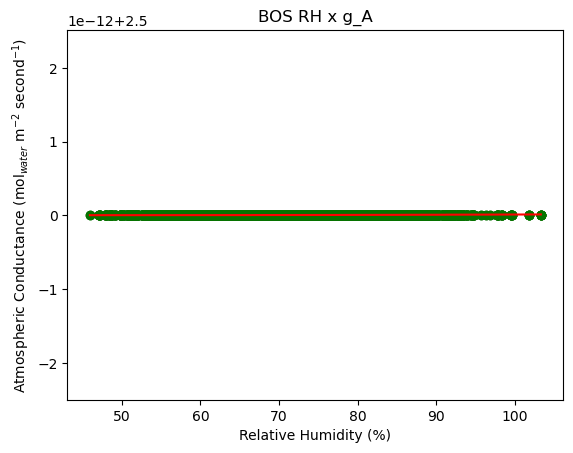 BOS RH x g_A
1e−12+2.5
2
1
0
−1
−2
50 60 70 80 90 100
Relative Humidity (%)
Atmospheric Conductance (mol_water m⁻² second⁻¹)